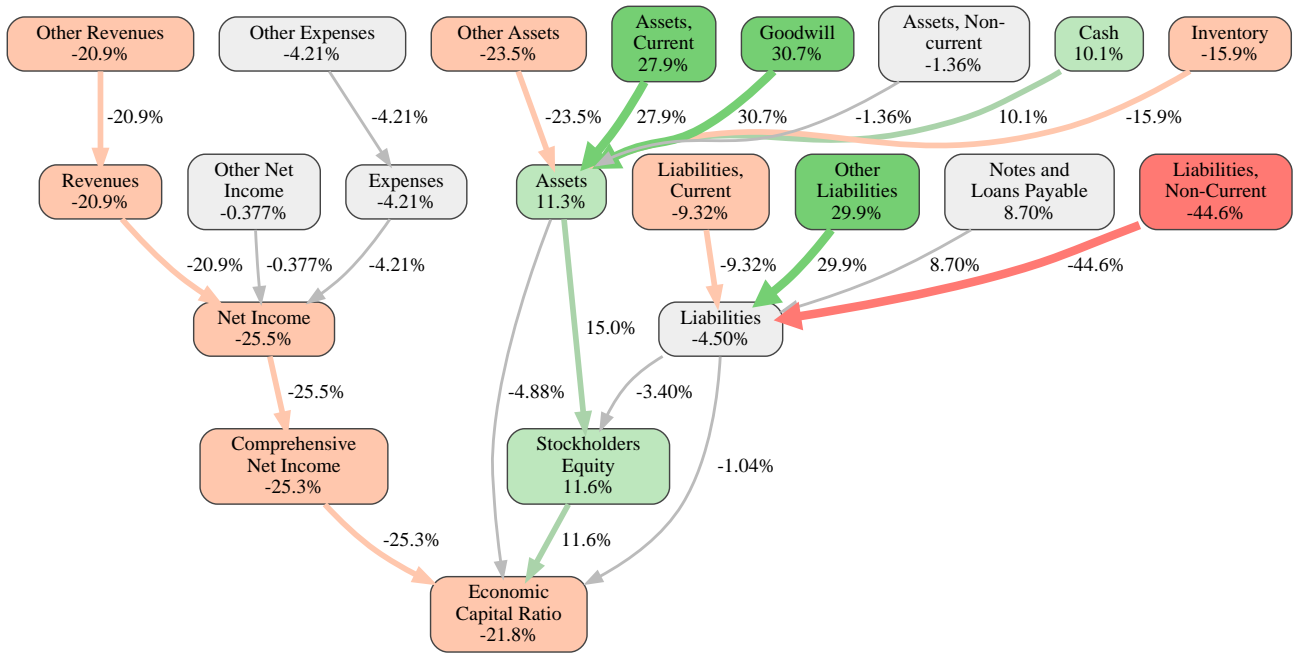 Other Revenues
-20.9%
Other Expenses
-4.21%
Other Assets
-23.5%
Assets,
Current
27.9%
Goodwill
30.7%
Assets, Non-
current
-1.36%
Cash
10.1%
Inventory
-15.9%
-20.9%
-4.21%
-23.5%
27.9%
30.7%
-1.36%
10.1%
-15.9%
Revenues
-20.9%
Other Net
Income
-0.377%
Expenses
-4.21%
Assets
11.3%
Liabilities,
Current
-9.32%
Other
Liabilities
29.9%
Notes and
Loans Payable
8.70%
Liabilities,
Non-Current
-44.6%
-20.9%
-0.377%
-4.21%
-9.32%
29.9%
8.70%
-44.6%
Net Income
-25.5%
15.0%
Liabilities
-4.50%
-25.5%
-4.88%
-3.40%
Comprehensive
Net Income
-25.3%
Stockholders
Equity
11.6%
-1.04%
-25.3%
11.6%
Economic
Capital Ratio
-21.8%